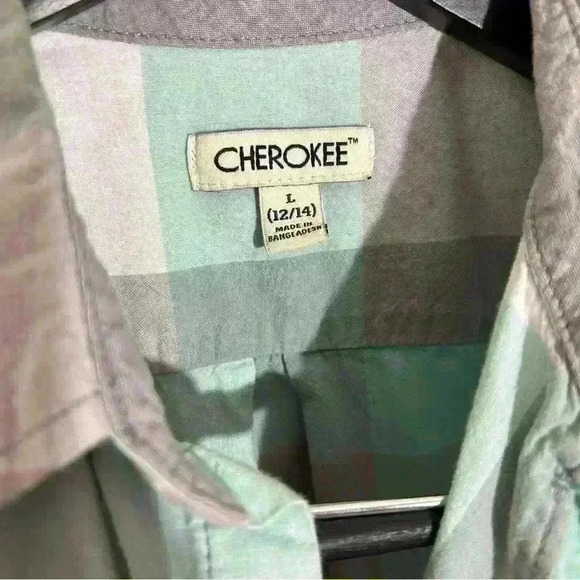 CHEROKEE™
L
(12/14)
MADE IN
BANGLADESH